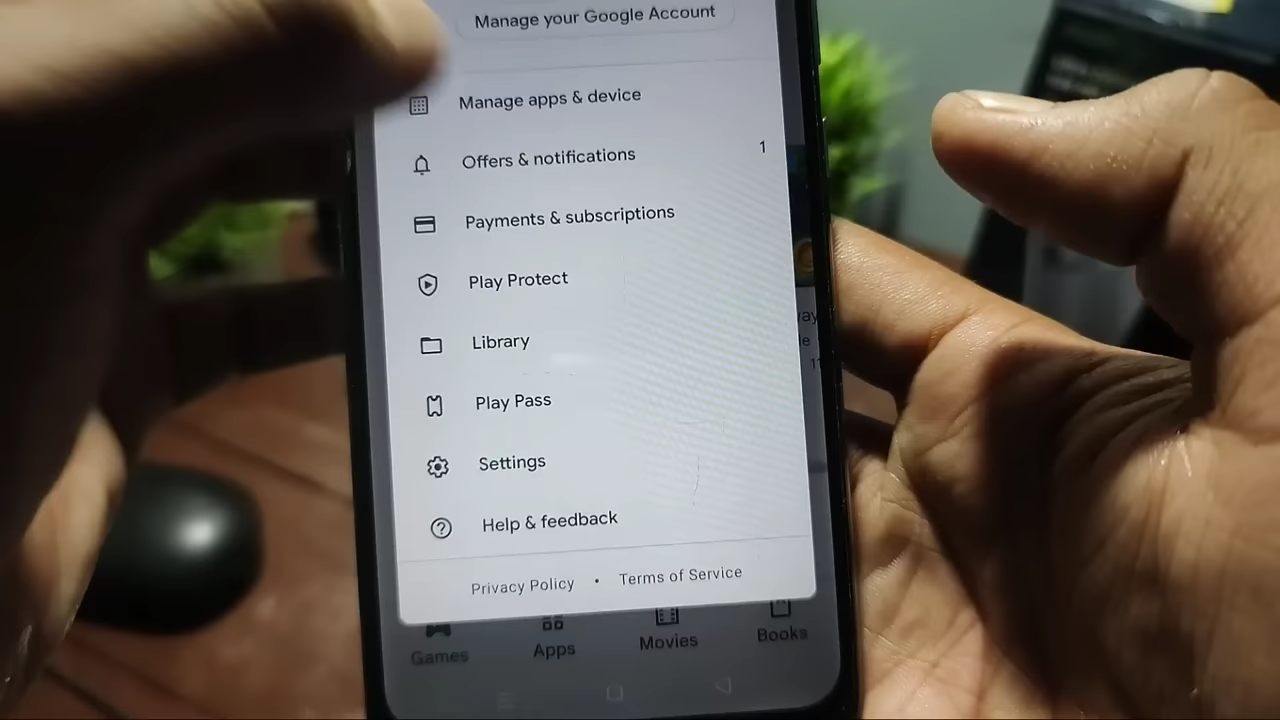 Manage your Google Account
Manage apps & device
Offers & notifications 1
Payments & subscriptions
Play Protect
Library
Play Pass
Settings
Help & feedback
Privacy Policy • Terms of Service
Games Apps Movies Books